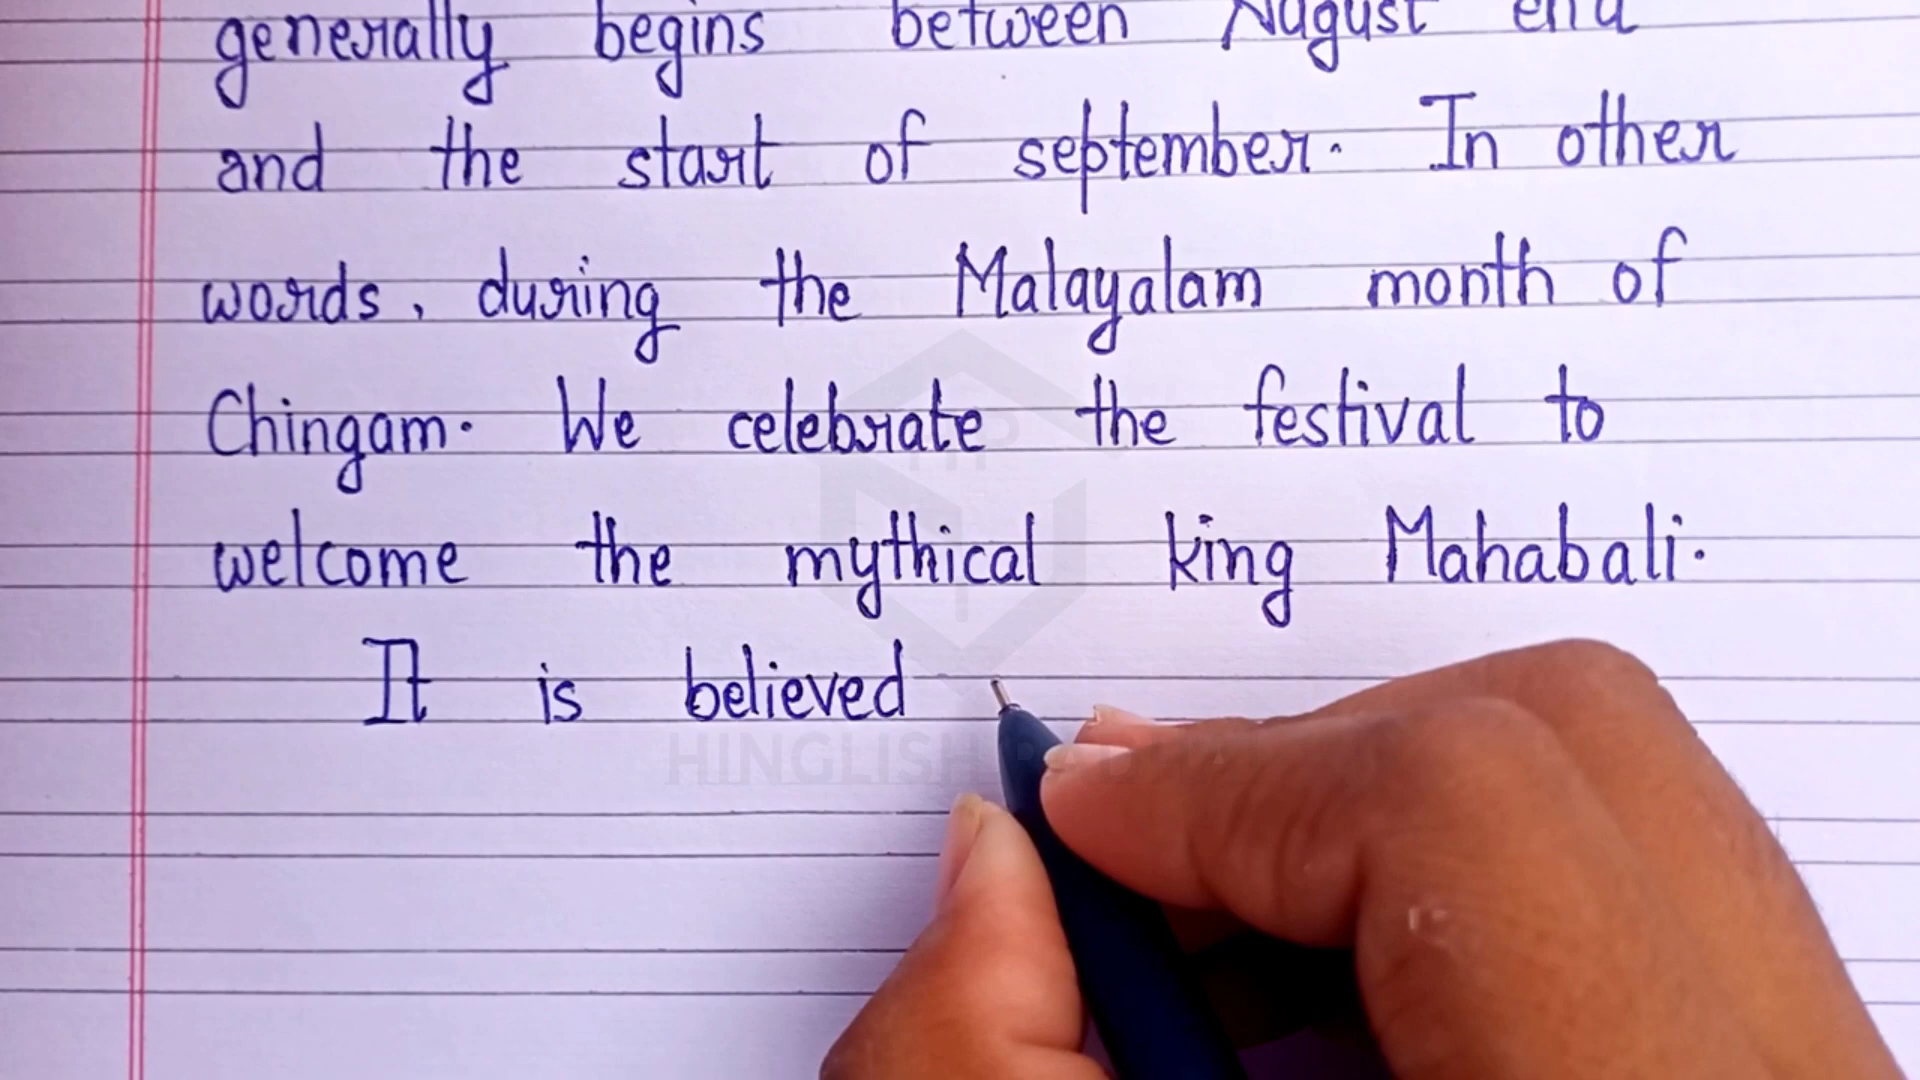 generally begins between August end
and the start of september. In other
words, during the Malayalam month of
Chingam. We celebrate the festival to
welcome the mythical king Mahabali.
It is believed
HINGLISH